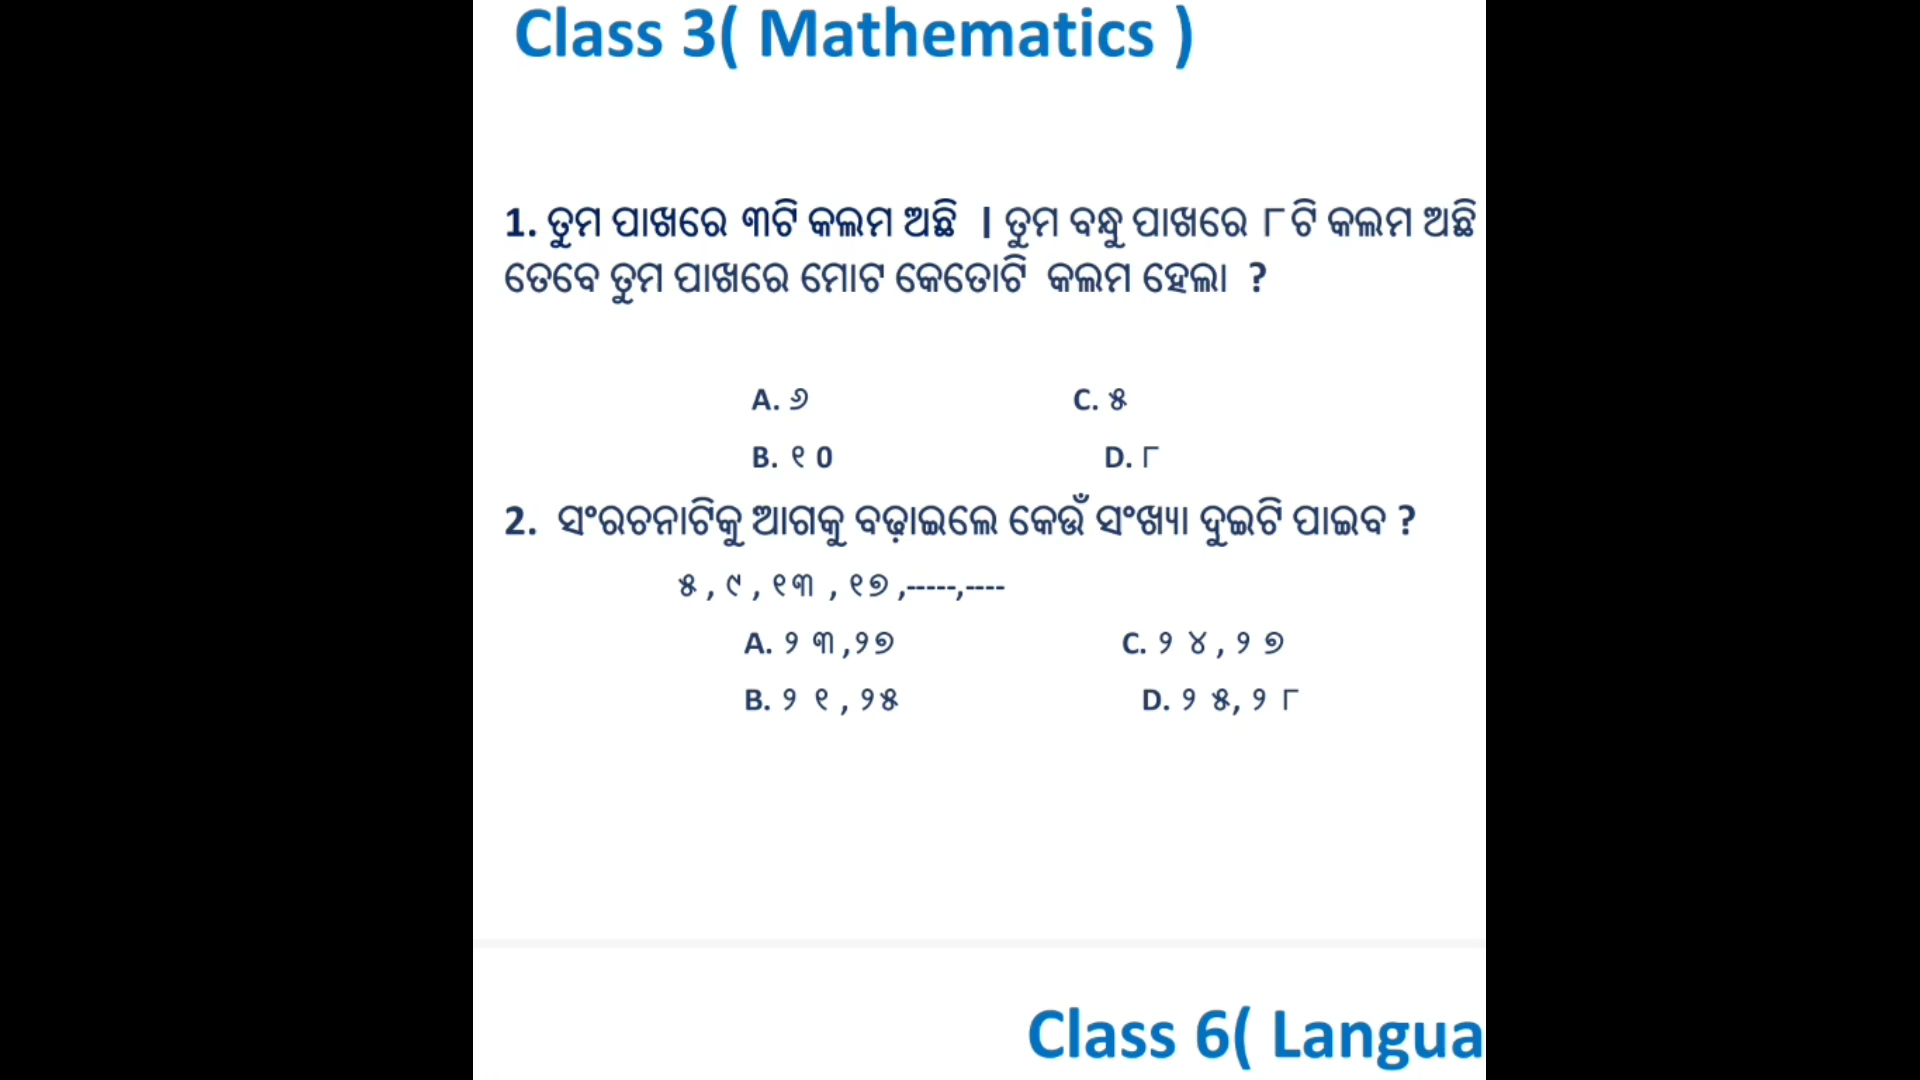 Class 3( Mathematics )
1. ତୁମ ପାଖରେ ୩ଟି କଲମ ଅଛି । ତୁମ ବନ୍ଧୁ ପାଖରେ ୮ ଟି କଲମ ଅଛି
ତେବେ ତୁମ ପାଖରେ ମୋଟ କେତୋଟି କଲମ ହେଲା ?
A. ୬ C. ୫
B. ୧ 0 D. ୮
2. ସଂରଚନାଟିକୁ ଆଗକୁ ବଢ଼ାଇଲେ କେଉଁ ସଂଖ୍ୟା ଦୁଇଟି ପାଇବ ?
୫ , ୯ , ୧୩ , ୧୭ ,-----,----
A. ୨ ୩ ,୨୭ C. ୨ ୪ , ୨ ୭
B. ୨ ୧ , ୨୫ D. ୨ ୫, ୨ ୮
Class 6( Langua